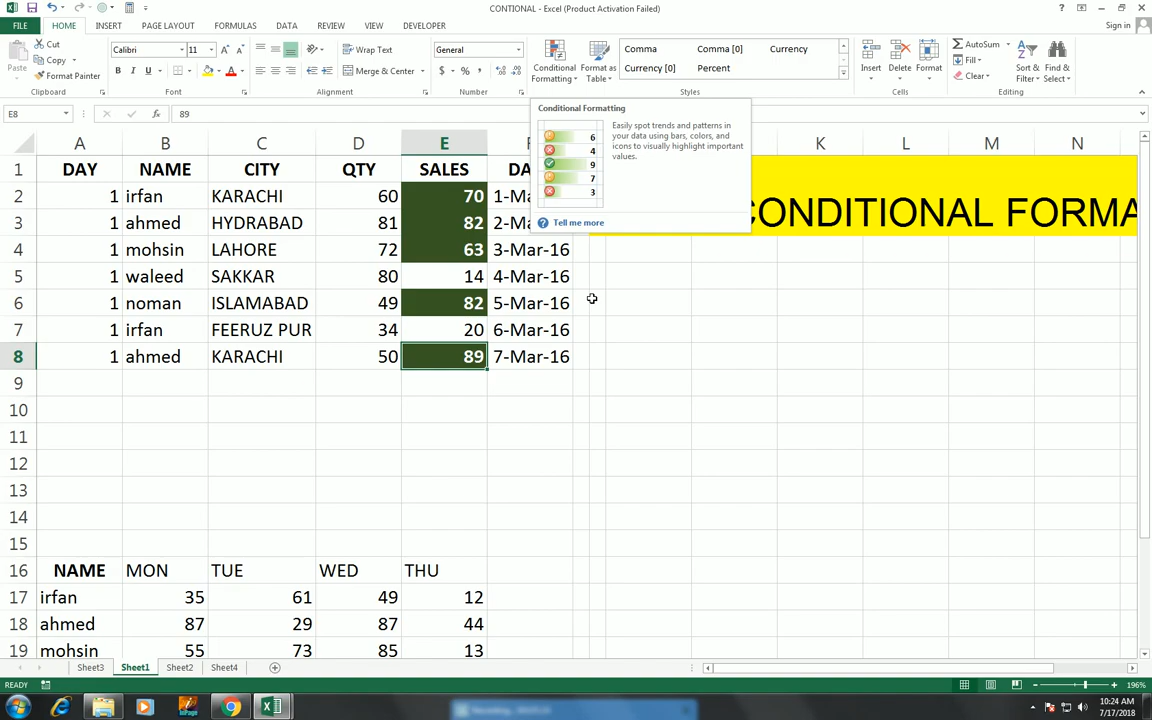 CONTIONAL - Excel (Product Activation Failed)
FILE HOME INSERT PAGE LAYOUT FORMULAS DATA REVIEW VIEW DEVELOPER Sign in
Paste Cut Copy Format Painter Clipboard
Calibri 11 B I U Font
Wrap Text Merge & Center Alignment
General $ % Number
Conditional Formatting Format as Table
Comma Comma [0] Currency
Currency [0] Percent
Styles
Insert Delete Format Cells
AutoSum Fill Clear Sort & Filter Find & Select Editing
E8 fx 89
Conditional Formatting
Easily spot trends and patterns in
your data using bars, colors, and
icons to visually highlight important
values.
6
4
9
7
3
Tell me more
A B C D E K L M N
1 DAY NAME CITY QTY SALES
2 1 irfan KARACHI 60 70
3 1 ahmed HYDRABAD 81 82
4 1 mohsin LAHORE 72 63 3-Mar-16
5 1 waleed SAKKAR 80 14 4-Mar-16
6 1 noman ISLAMABAD 49 82 5-Mar-16
7 1 irfan FEERUZ PUR 34 20 6-Mar-16
8 1 ahmed KARACHI 50 89 7-Mar-16
CONDITIONAL FORMA
9
10
11
12
13
14
15
16 NAME MON TUE WED THU
17 irfan 35 61 49 12
18 ahmed 87 29 87 44
19 mohsin 55 73 85 13
Sheet3 Sheet1 Sheet2 Sheet4
READY 196%
10:24 AM
7/17/2018